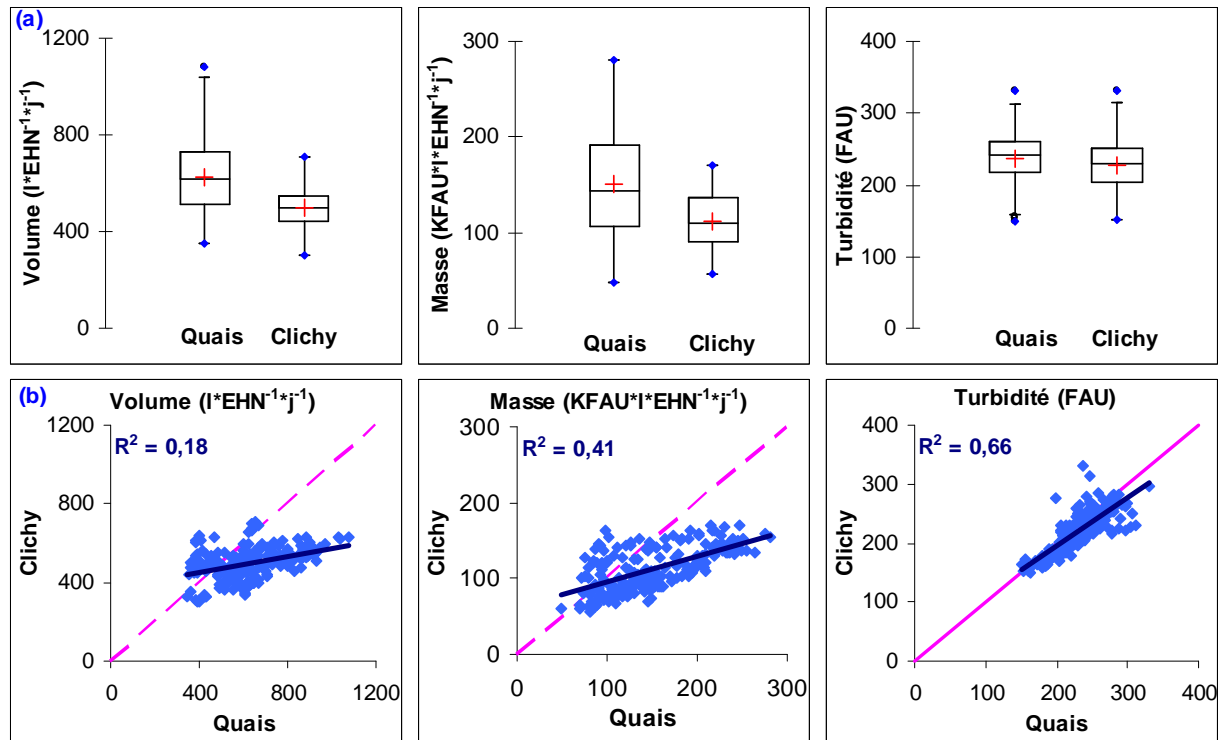 (a)
Volume (l*EHN⁻¹*j⁻¹)
1200
800
400
0
Quais Clichy
Masse (KFAU*l*EHN⁻¹*j⁻¹)
300
200
100
0
Quais Clichy
Turbidité (FAU)
400
300
200
100
0
Quais Clichy
(b)
Volume (l*EHN⁻¹*j⁻¹)
R² = 0,18
Clichy
1200
800
400
0
0 400 800 1200
Quais
Masse (KFAU*l*EHN⁻¹*j⁻¹)
R² = 0,41
Clichy
300
200
100
0
0 100 200 300
Quais
Turbidité (FAU)
R² = 0,66
Clichy
400
300
200
100
0
0 100 200 300 400
Quais